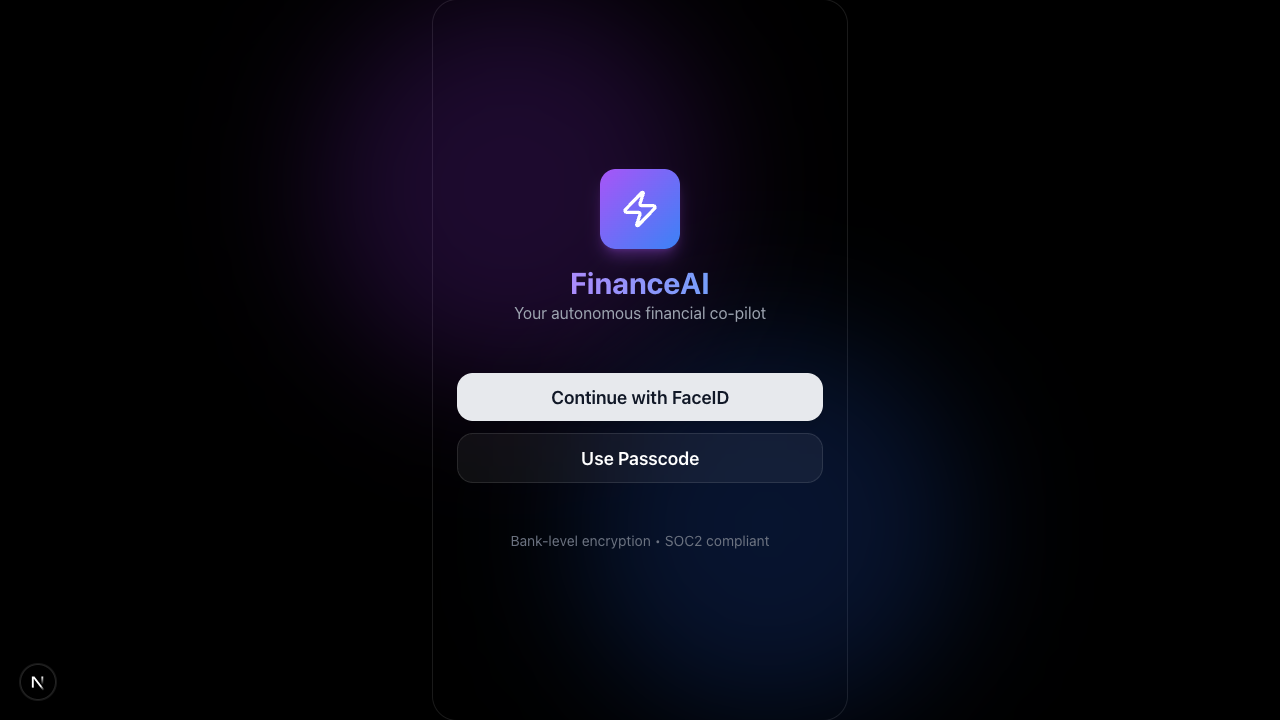 FinanceAI
Your autonomous financial co-pilot
Continue with FaceID
Use Passcode
Bank-level encryption • SOC2 compliant
N